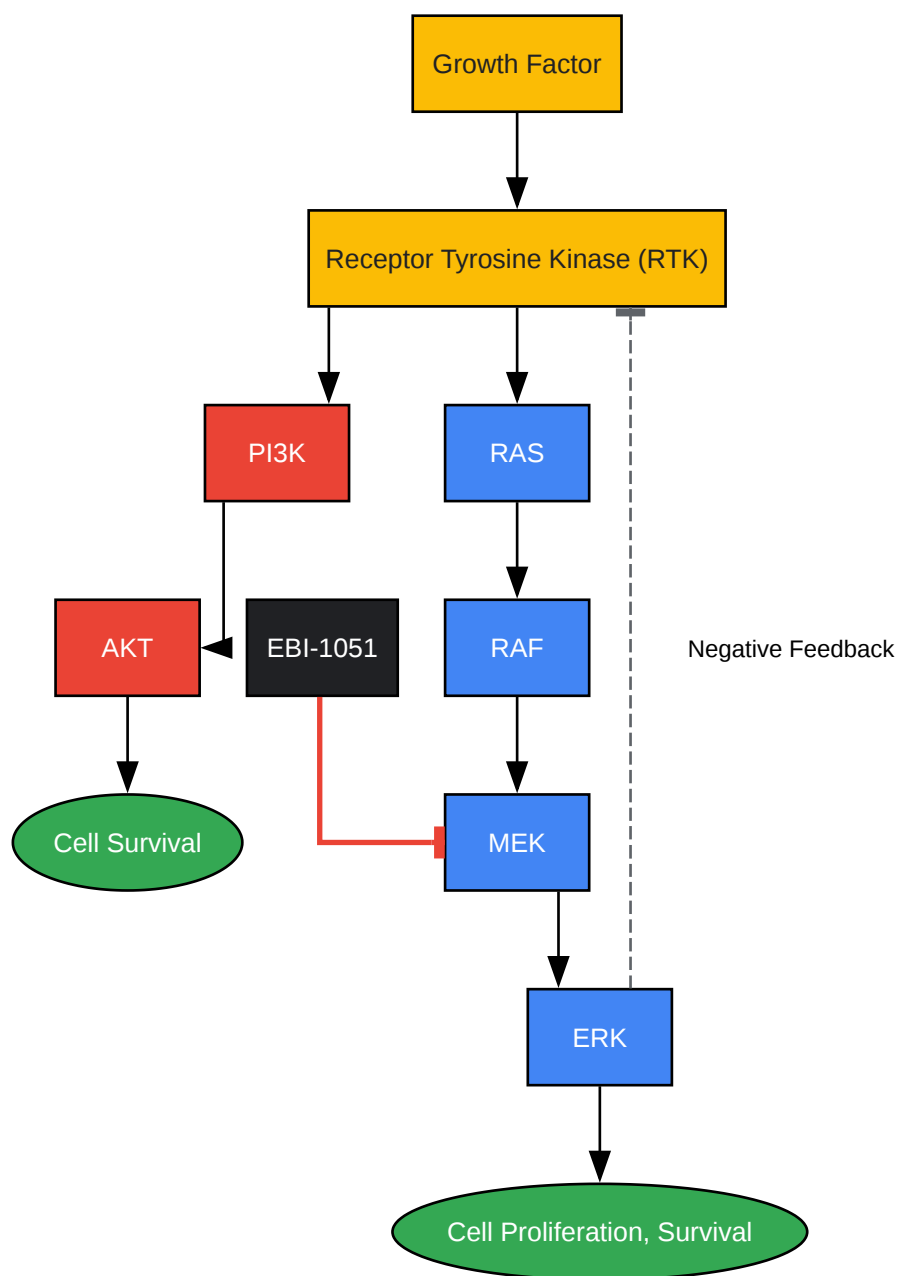 Growth Factor
Receptor Tyrosine Kinase (RTK)
PI3K
RAS
AKT
EBI-1051
RAF
Negative Feedback
Cell Survival
MEK
ERK
Cell Proliferation, Survival